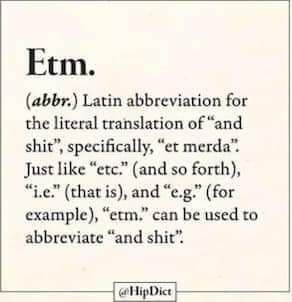 Etm.
(abbr.) Latin abbreviation for
the literal translation of “and
shit”, specifically, “et merda”.
Just like “etc.” (and so forth),
“i.e.” (that is), and “e.g.” (for
example), “etm.” can be used to
abbreviate “and shit”.
@HipDict